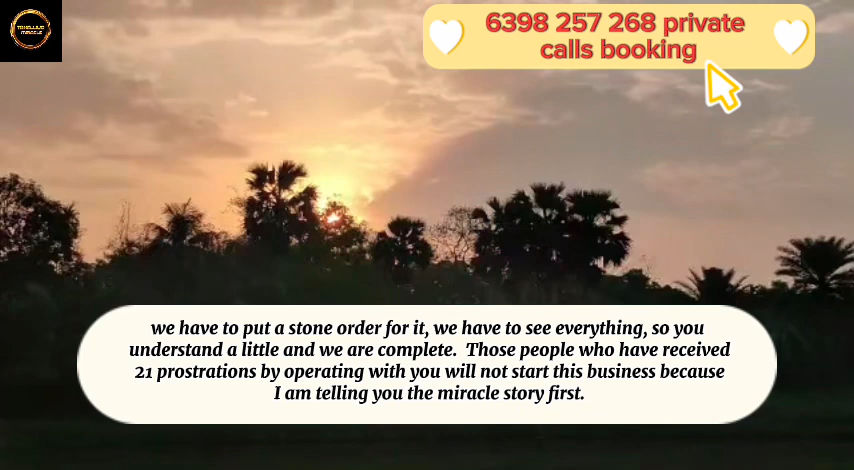 MIRACLE
6398 257 268 private
calls booking
we have to put a stone order for it, we have to see everything, so you
understand a little and we are complete.  Those people who have received
21 prostrations by operating with you will not start this business because
I am telling you the miracle story first.